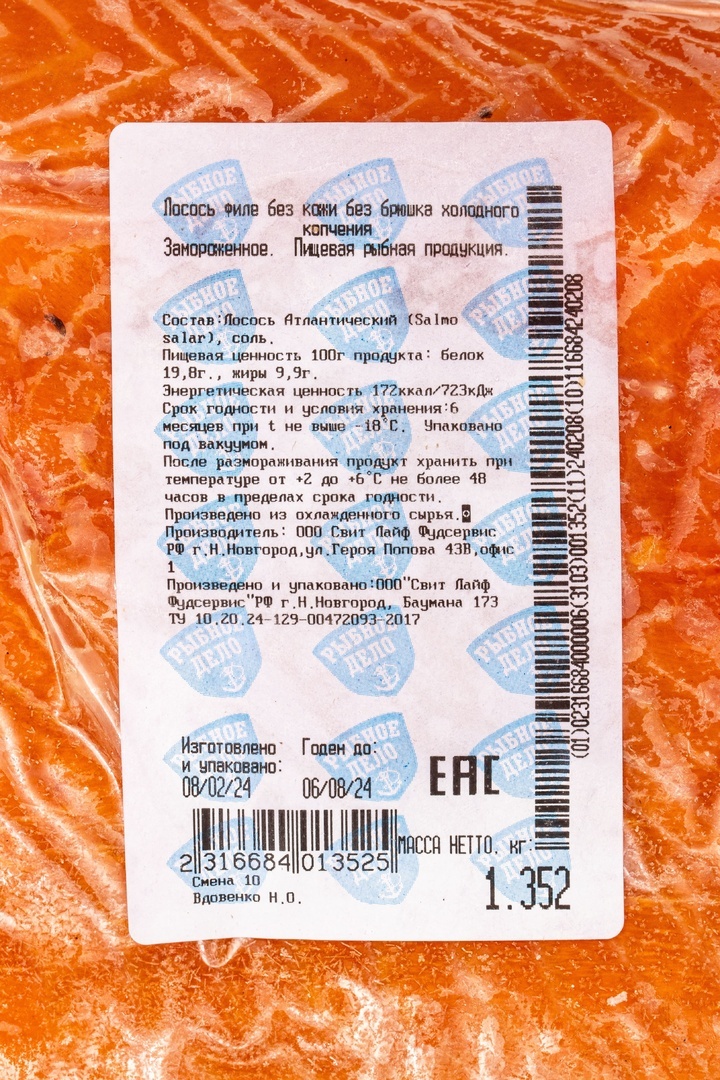 Лосось филе без кожи без брюшка холодного
копчения
Замороженное. Пищевая рыбная продукция.
Состав:Лосось Атлантический (Salmo
salar), соль.
Пищевая ценность 100г продукта: белок
19,8г., жиры 9,9г.
Энергетическая ценность 172ккал/723кДж
Срок годности и условия хранения:6
месяцев при t не выше -18°С. Упаковано
под вакуумом.
После размораживания продукт хранить при
температуре от +2 до +6°С не более 48
часов в пределах срока годности.
Произведено из охлажденного сырья.
Производитель: ООО Свит Лайф Фудсервис
РФ г.Н.Новгород,ул.Героя Попова 43В,офис
1
Произведено и упаковано:ООО"Свит Лайф
Фудсервис"РФ г.Н.Новгород, Баумана 173
ТУ 10.20.24-129-00472093-2017
Изготовлено
и упаковано:
08/02/24
Годен до:
06/08/24
EAC
2 316684 013525
Смена 10
Вдовенко Н.О.
МАССА НЕТТО, кг:
1.352
(01)02316684000006(3103)001352(11)240208(10)116684240208
РЫБНОЕ
ДЕЛО